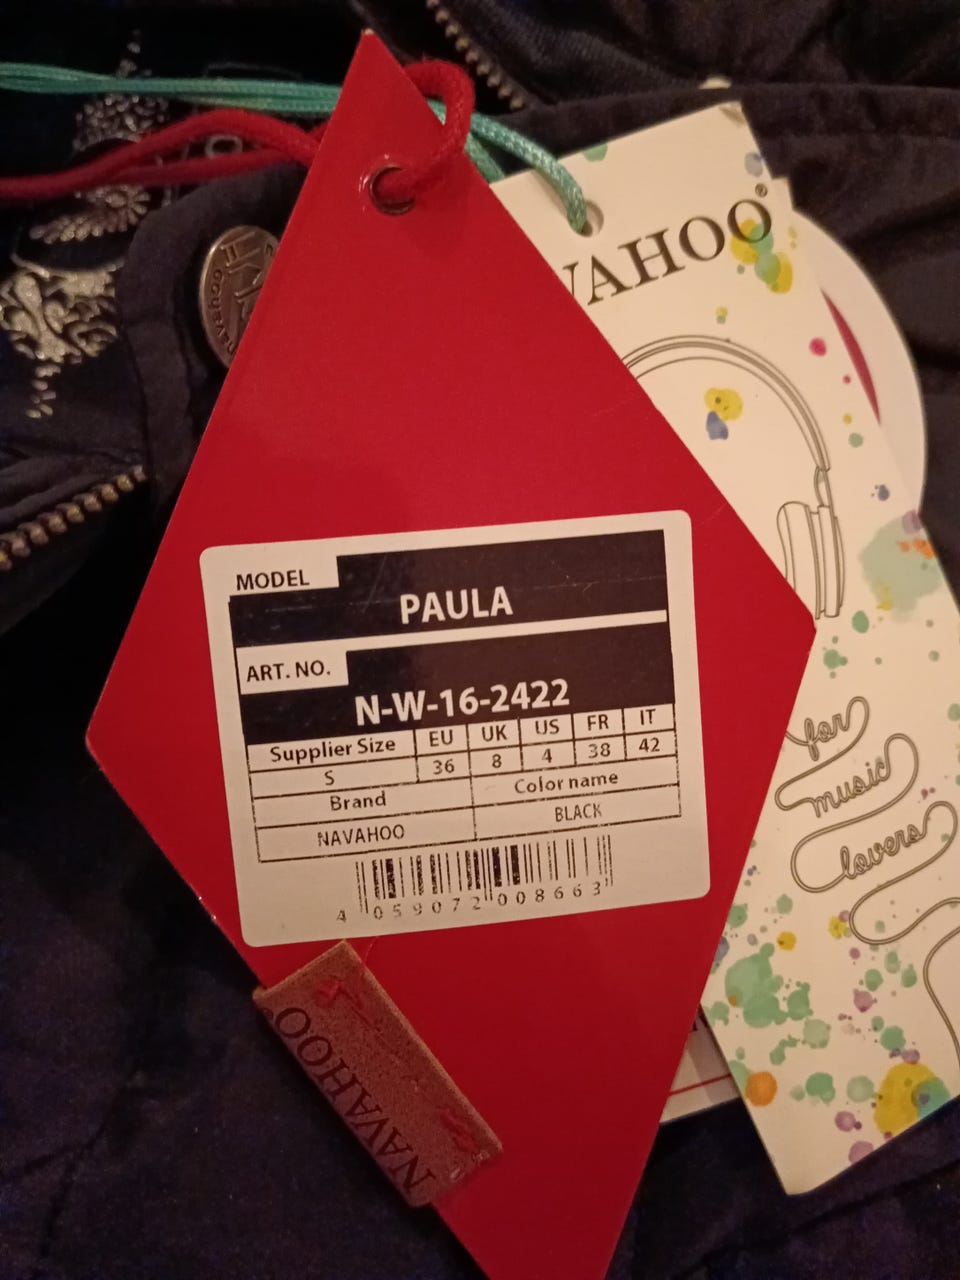 VAHOO®
MODEL
PAULA
ART. NO.
N-W-16-2422
Supplier Size EU UK US FR IT
S 36 8 4 38 42
Brand Color name
NAVAHOO BLACK
4 059072 008663
for
music
lovers
NAVAHOO